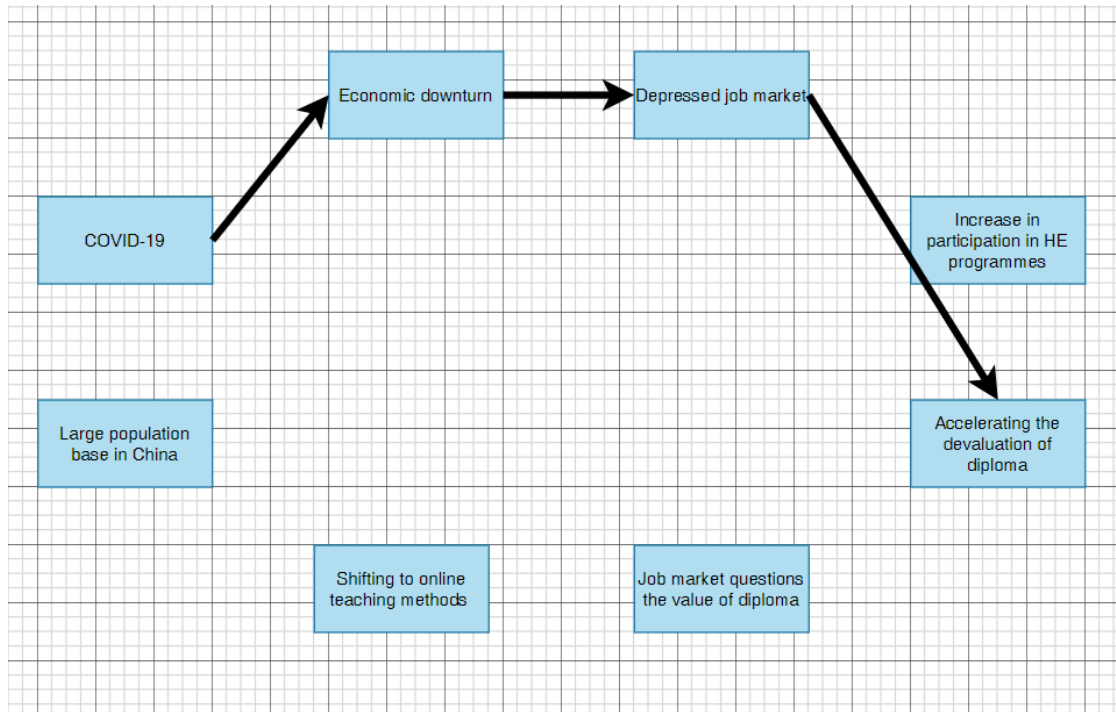 Economic downturn
Depressed job market
COVID-19
Increase in
participation in HE
programmes
Large population
base in China
Accelerating the
devaluation of
diploma
Shifting to online
teaching methods
Job market questions
the value of diploma